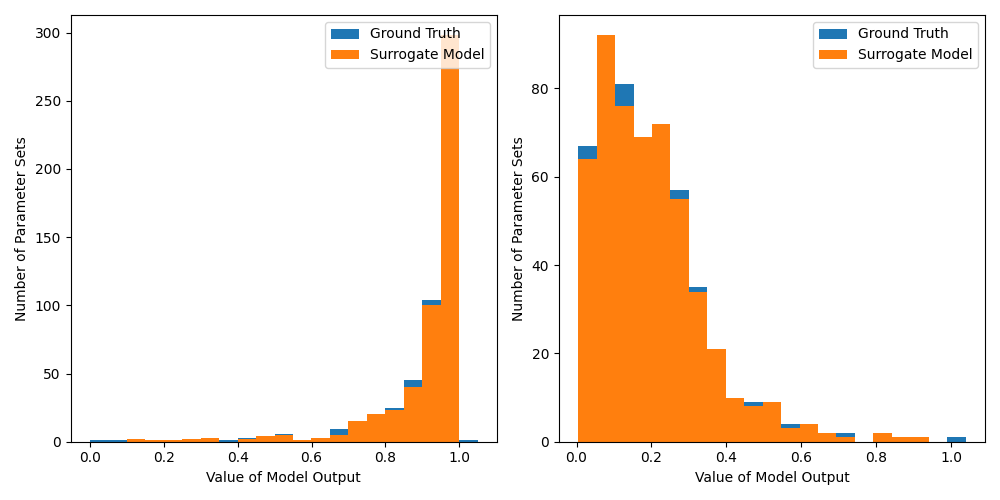 Ground Truth
Surrogate Model
300
250
200
150
100
50
0
Number of Parameter Sets
0.0 0.2 0.4 0.6 0.8 1.0
Value of Model Output
Ground Truth
Surrogate Model
80
60
40
20
0
Number of Parameter Sets
0.0 0.2 0.4 0.6 0.8 1.0
Value of Model Output